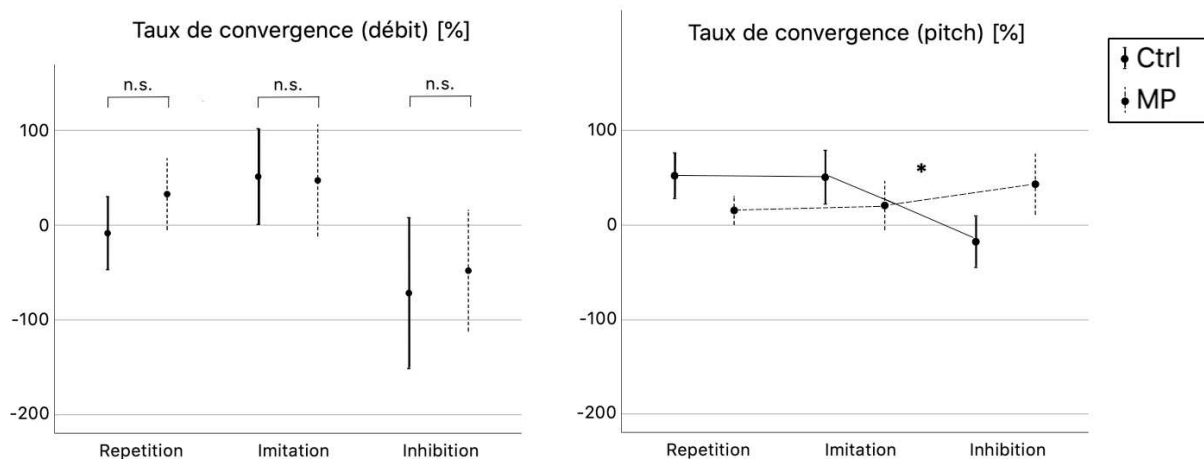 Taux de convergence (débit) [%]
n.s.
n.s.
n.s.
100
0
-100
-200
Repetition
Imitation
Inhibition
Taux de convergence (pitch) [%]
*
100
0
-100
-200
Repetition
Imitation
Inhibition
Ctrl
MP